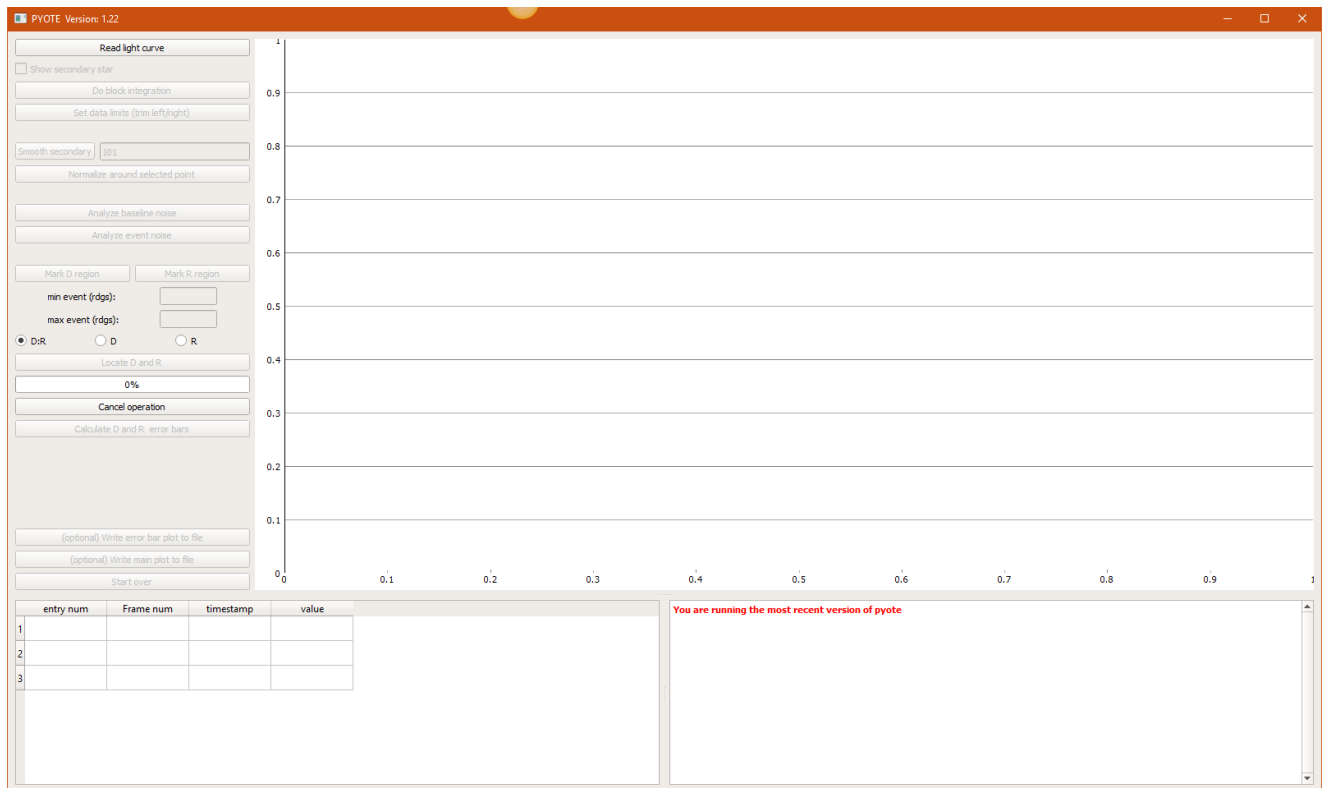 PYOTE Version: 1.22
Read light curve
Show secondary star
Do block integration
Set data limits (trim left/right)
Smooth secondary 101
Normalize around selected point
Analyze baseline noise
Analyze event noise
Mark D region Mark R region
min event (rdgs):
max event (rdgs):
D:R D R
Locate D and R
0%
Cancel operation
Calculate D and R error bars
(optional) Write error bar plot to file
(optional) Write main plot to file
Start over
1
0.9
0.8
0.7
0.6
0.5
0.4
0.3
0.2
0.1
0
0 0.1 0.2 0.3 0.4 0.5 0.6 0.7 0.8 0.9 1
entry num Frame num timestamp value
1
2
3
You are running the most recent version of pyote